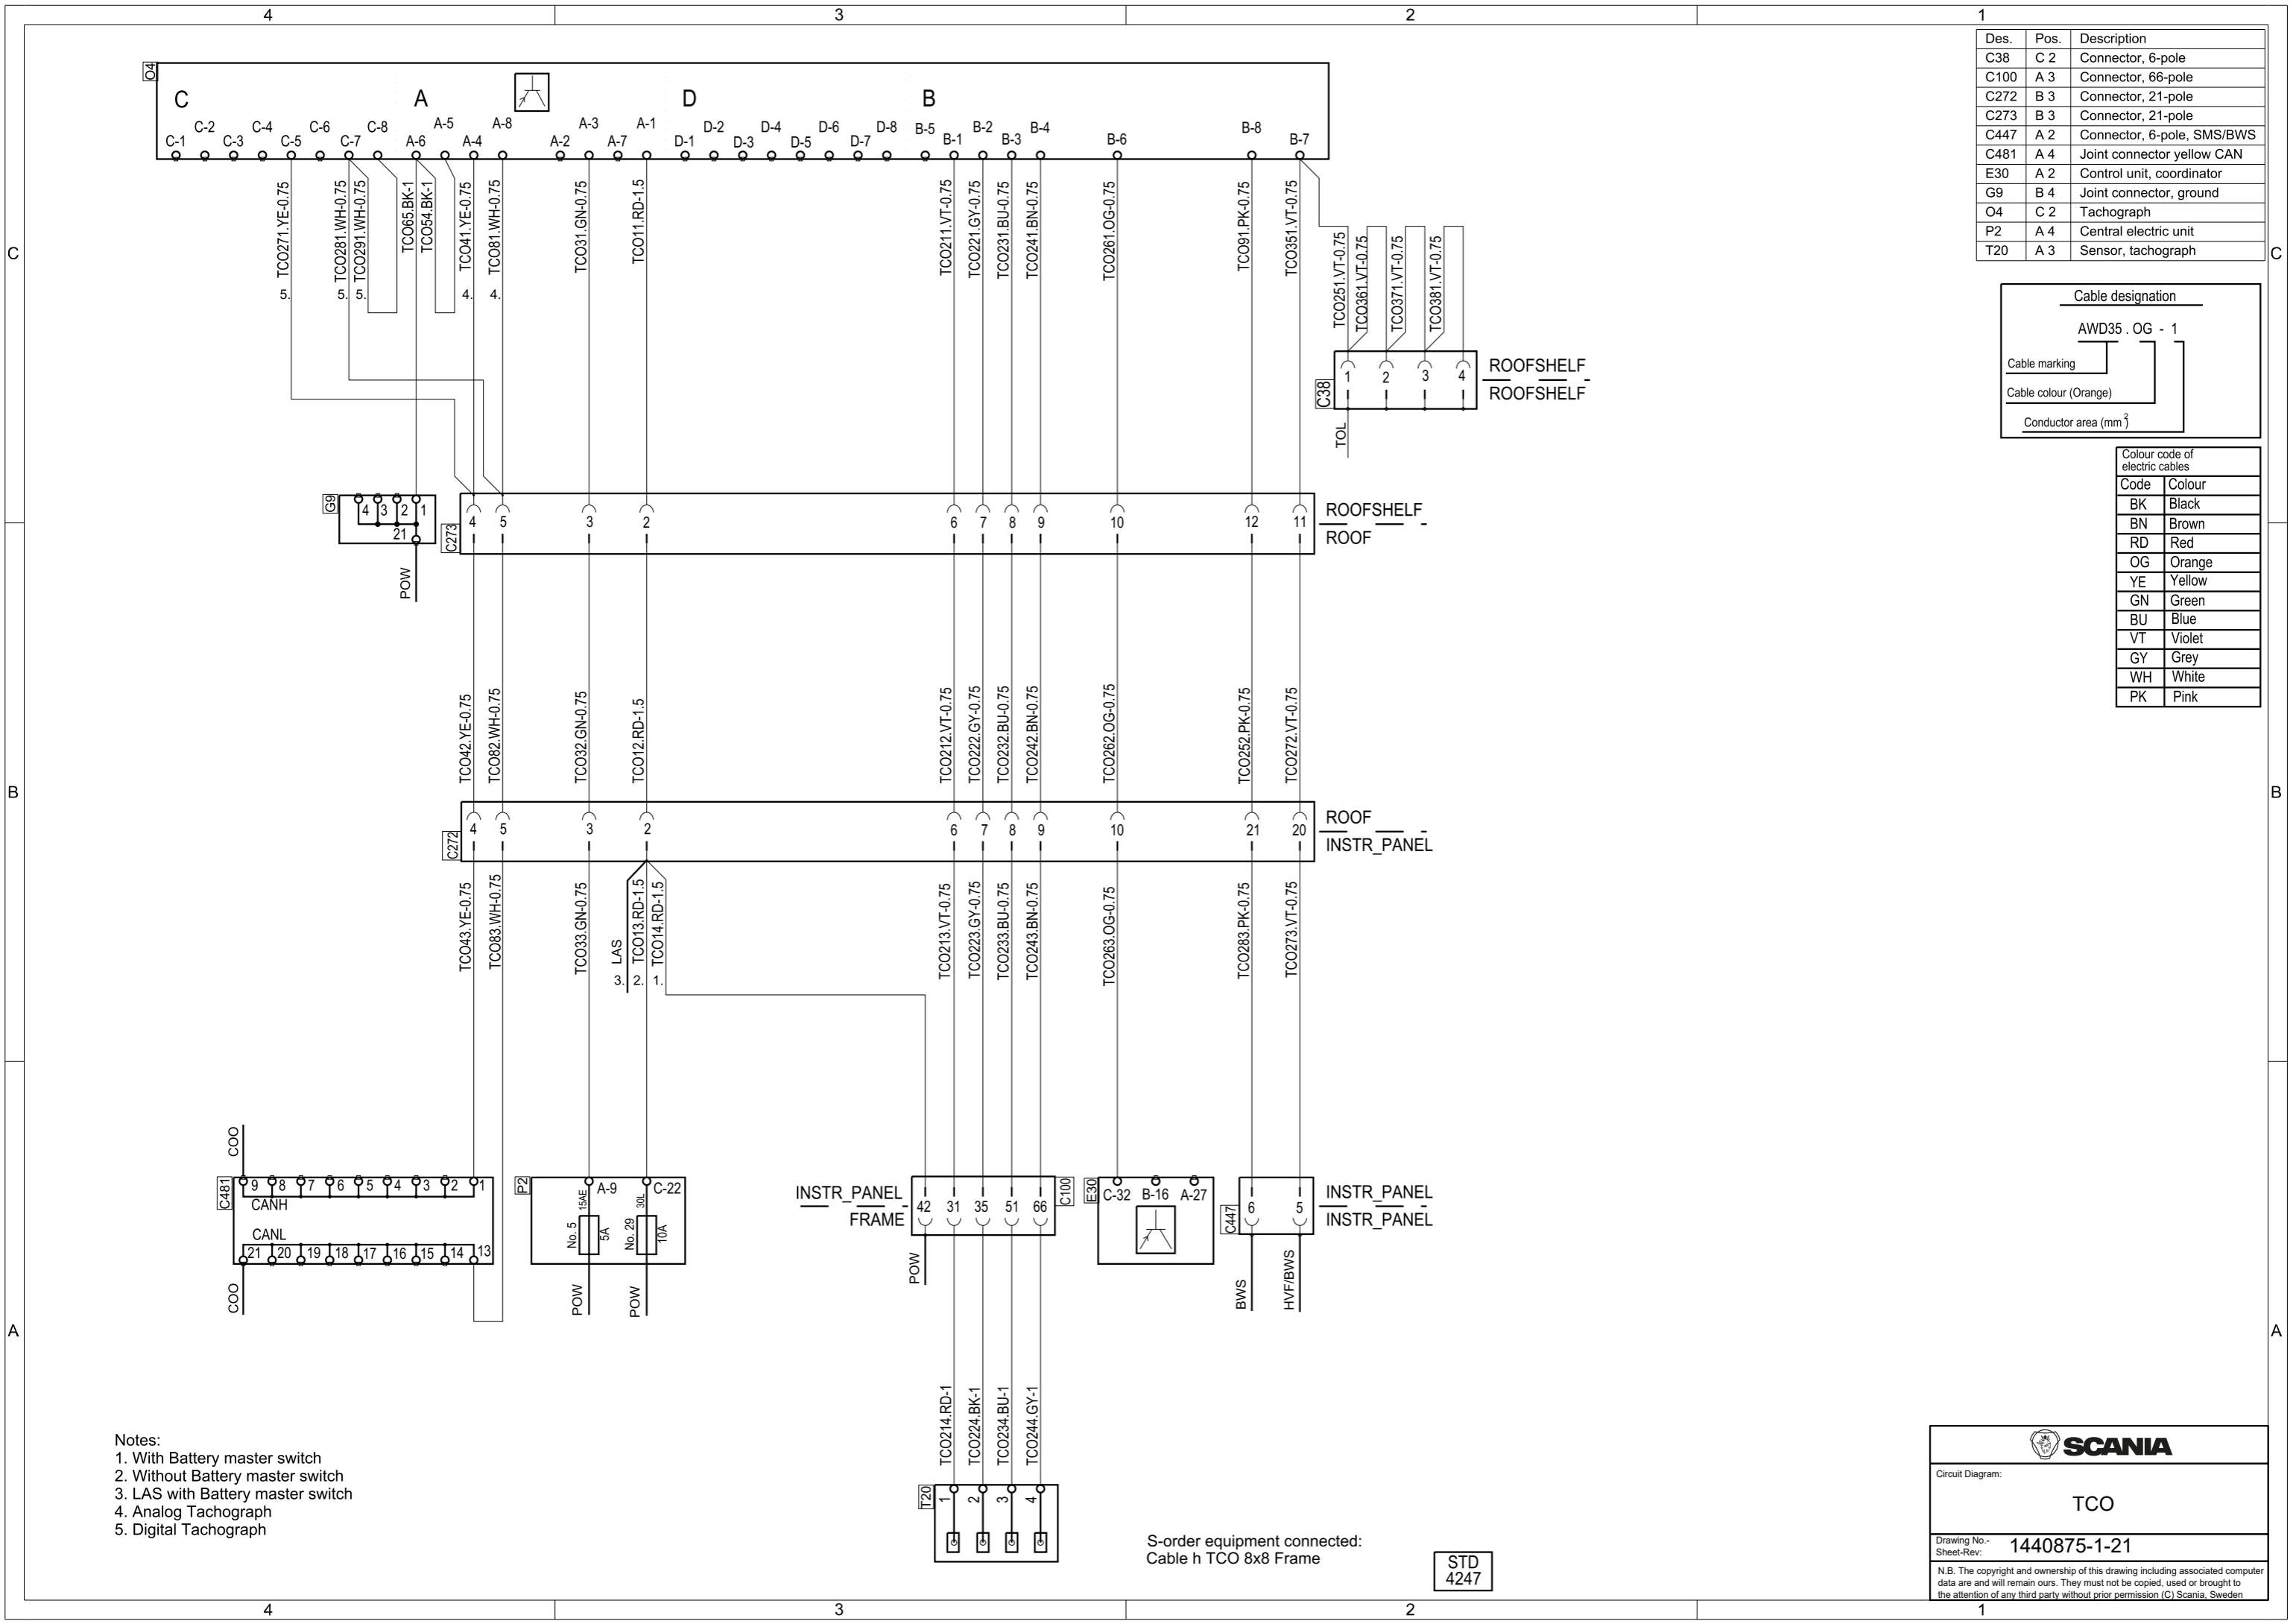 4 3 2 1
Des. Pos. Description
C38 C 2 Connector, 6-pole
C100 A 3 Connector, 66-pole
C272 B 3 Connector, 21-pole
C273 B 3 Connector, 21-pole
C447 A 2 Connector, 6-pole, SMS/BWS
C481 A 4 Joint connector yellow CAN
E30 A 2 Control unit, coordinator
G9 B 4 Joint connector, ground
O4 C 2 Tachograph
P2 A 4 Central electric unit
T20 A 3 Sensor, tachograph
O4
C A D B
C-1 C-2 C-3 C-4 C-5 C-6 C-7 C-8 A-6 A-5 A-4 A-8 A-2 A-3 A-7 A-1 D-1 D-2 D-3 D-4 D-5 D-6 D-7 D-8 B-5 B-1 B-2 B-3 B-4 B-6 B-8 B-7
TCO271.YE-0.75
TCO281.WH-0.75
TCO291.WH-0.75
TCO65.BK-1
TCO54.BK-1
TCO41.YE-0.75
TCO81.WH-0.75
TCO31.GN-0.75
TCO11.RD-1.5
TCO211.VT-0.75
TCO221.GY-0.75
TCO231.BU-0.75
TCO241.BN-0.75
TCO261.OG-0.75
TCO91.PK-0.75
TCO351.VT-0.75
TCO251.VT-0.75
TCO361.VT-0.75
TCO371.VT-0.75
TCO381.VT-0.75
C C
5. 5. 5. 4. 4.
Cable designation
AWD35 . OG - 1
Cable marking
Cable colour (Orange)
Conductor area (mm2)
C38
1 2 3 4
ROOFSHELF
ROOFSHELF
TOL
Colour code of
electric cables
Code Colour
BK Black
BN Brown
RD Red
OG Orange
YE Yellow
GN Green
BU Blue
VT Violet
GY Grey
WH White
PK Pink
G9
4 3 2 1
21
POW
C273
4 5 3 2 6 7 8 9 10 12 11
ROOFSHELF
ROOF
TCO42.YE-0.75
TCO82.WH-0.75
TCO32.GN-0.75
TCO12.RD-1.5
TCO212.VT-0.75
TCO222.GY-0.75
TCO232.BU-0.75
TCO242.BN-0.75
TCO262.OG-0.75
TCO252.PK-0.75
TCO272.VT-0.75
B B
C272
4 5 3 2 6 7 8 9 10 21 20
ROOF
INSTR_PANEL
TCO43.YE-0.75
TCO83.WH-0.75
TCO33.GN-0.75
LAS
TCO13.RD-1.5
TCO14.RD-1.5
3. 2. 1.
TCO213.VT-0.75
TCO223.GY-0.75
TCO233.BU-0.75
TCO243.BN-0.75
TCO263.OG-0.75
TCO283.PK-0.75
TCO273.VT-0.75
COO
C481
9 8 7 6 5 4 3 2 1
CANH
CANL
21 20 19 18 17 16 15 14 13
COO
P2
A-9 C-22
15AE 30L
No. 5 5A
No. 29 10A
POW POW
INSTR_PANEL
FRAME
42 31 35 51 66
C100
POW
E30
C-32 B-16 A-27
C447
6 5
INSTR_PANEL
INSTR_PANEL
BWS
HVF/BWS
A A
TCO214.RD-1
TCO224.BK-1
TCO234.BU-1
TCO244.GY-1
T20
1 2 3 4
Notes:
1. With Battery master switch
2. Without Battery master switch
3. LAS with Battery master switch
4. Analog Tachograph
5. Digital Tachograph
S-order equipment connected:
Cable h TCO 8x8 Frame
STD
4247
SCANIA
Circuit Diagram:
TCO
Drawing No.-
Sheet-Rev: 1440875-1-21
N.B. The copyright and ownership of this drawing including associated computer
data are and will remain ours. They must not be copied, used or brought to
the attention of any third party without prior permission (C) Scania, Sweden
4 3 2 1